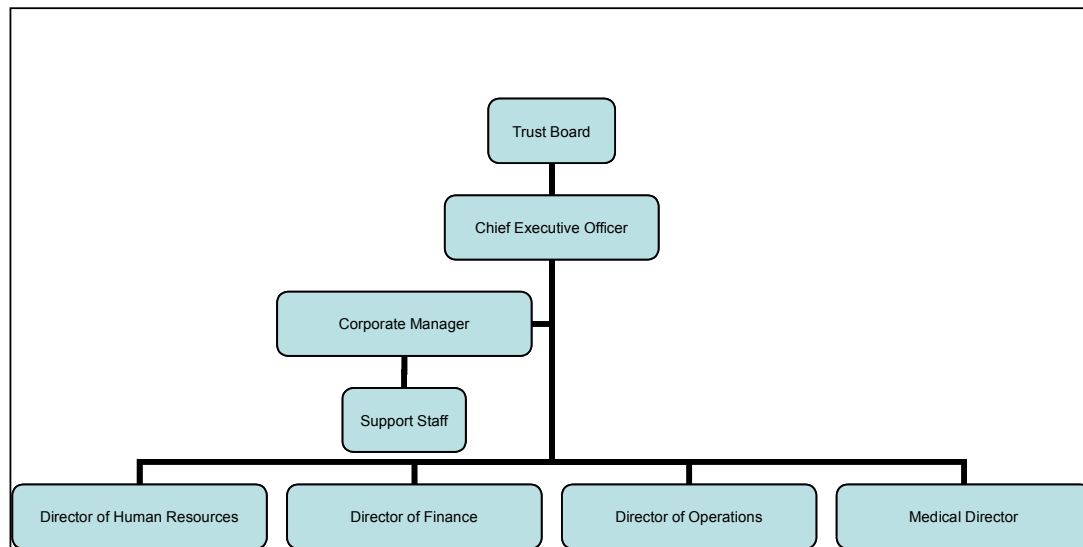 Trust Board
Chief Executive Officer
Corporate Manager
Support Staff
Director of Human Resources
Director of Finance
Director of Operations
Medical Director